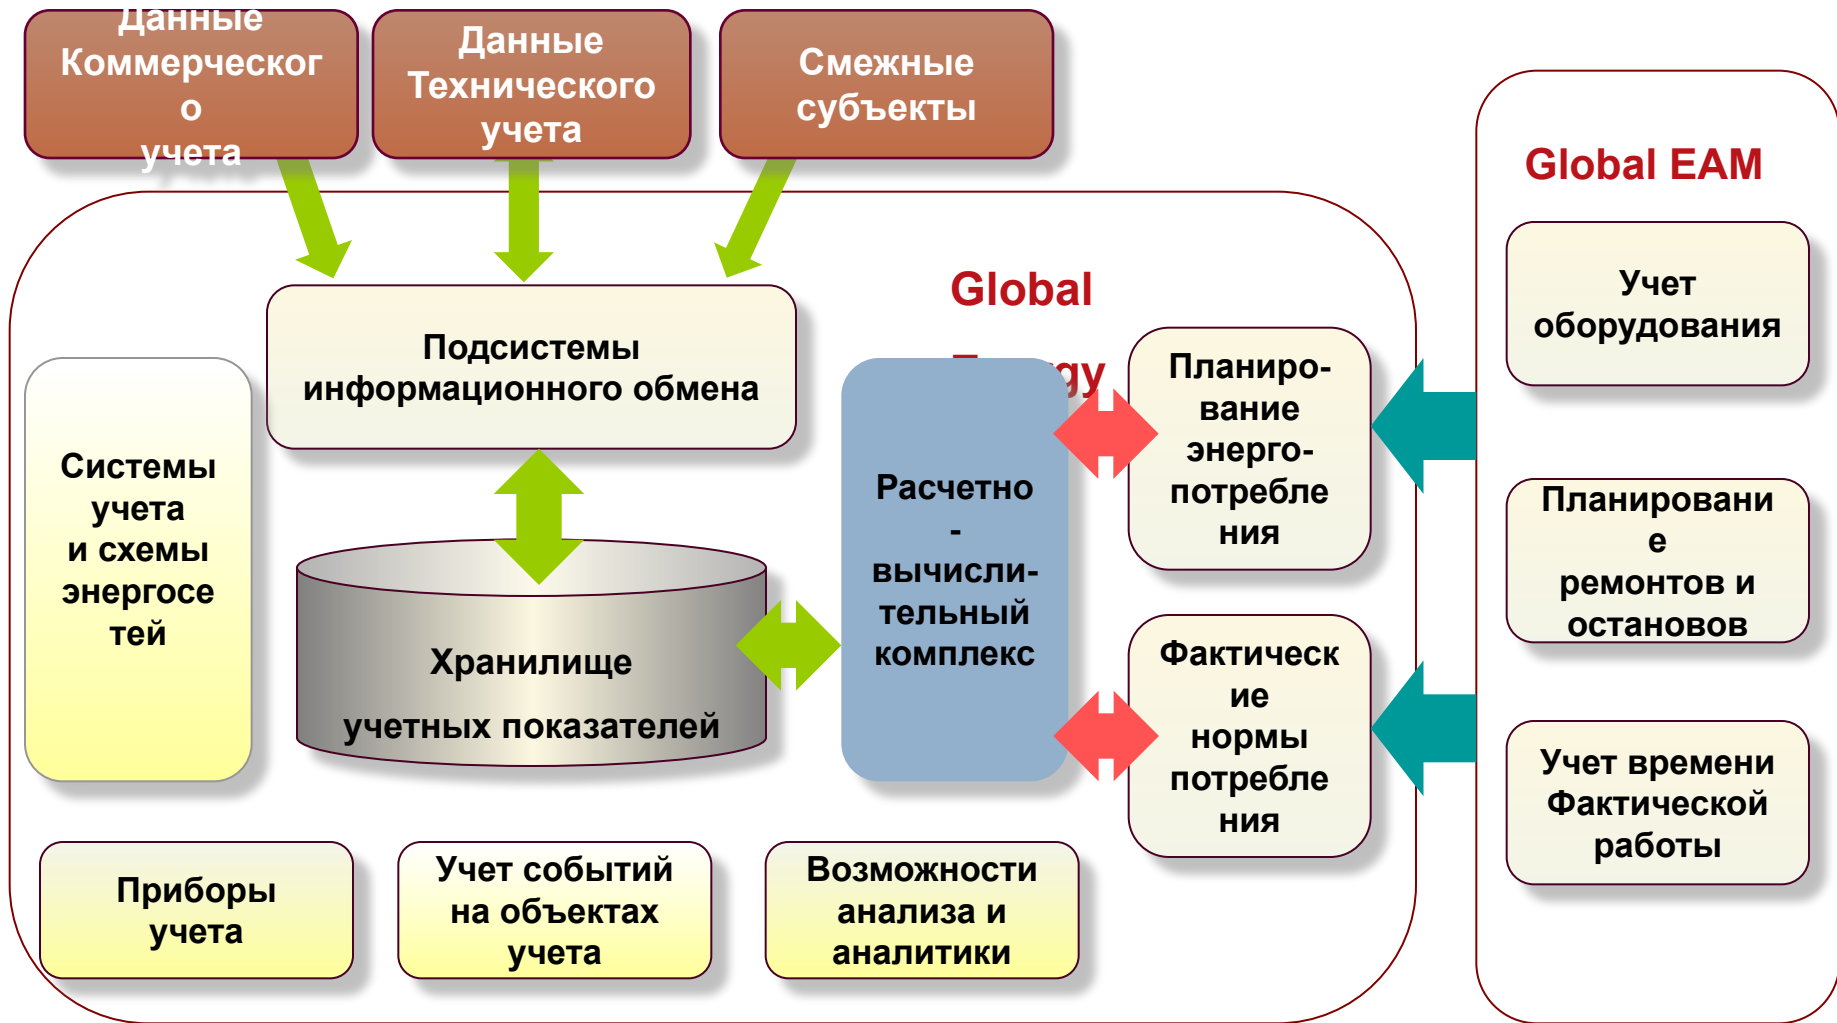 Данные
Коммерческог
о
учета
Данные
Технического
учета
Смежные
субъекты
Global EAM
Учет
оборудования
Планировани
е
ремонтов и
остановов
Учет времени
Фактической
работы
Global
Подсистемы
информационного обмена
Системы
учета
и схемы
энергосе
тей
Хранилище
учетных показателей
Расчетно
-
вычисли-
тельный
комплекс
Планиро-
вание
энерго-
потребле
ния
Фактическ
ие
нормы
потребле
ния
Приборы
учета
Учет событий
на объектах
учета
Возможности
анализа и
аналитики